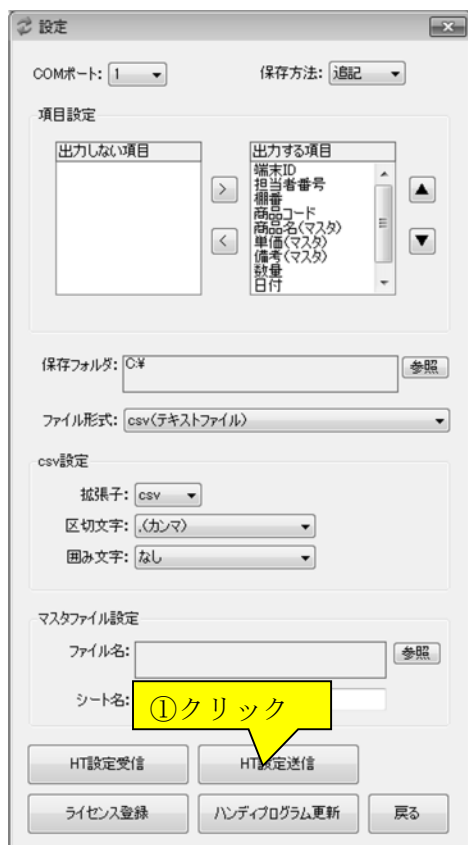 設定
COMポート: 1 保存方法: 追記
項目設定
出力しない項目
出力する項目
端末ID
担当者番号
棚番
商品コード
商品名(マスタ)
単価(マスタ)
備考(マスタ)
数量
日付
保存フォルダ: C:¥ 参照
ファイル形式: csv(テキストファイル)
csv設定
拡張子: csv
区切文字: ,(カンマ)
囲み文字: なし
マスタファイル設定
ファイル名: 参照
シート名:
①クリック
HT設定受信 HT設定送信
ライセンス登録 ハンディプログラム更新 戻る